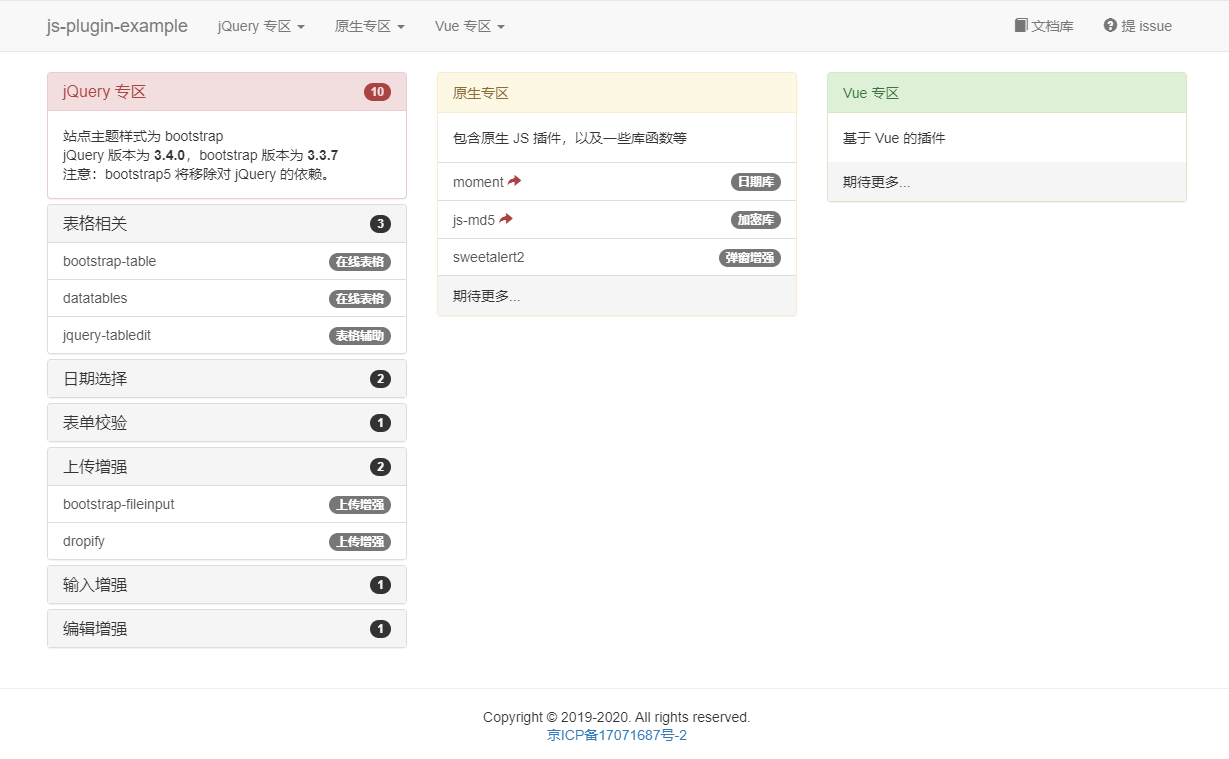 js-plugin-example jQuery 专区 原生专区 Vue 专区 文档库 提 issue
jQuery 专区 10
站点主题样式为 bootstrap
jQuery 版本为 3.4.0，bootstrap 版本为 3.3.7
注意：bootstrap5 将移除对 jQuery 的依赖。
表格相关 3
bootstrap-table 在线表格
datatables 在线表格
jquery-tabledit 表格辅助
日期选择 2
表单校验 1
上传增强 2
bootstrap-fileinput 上传增强
dropify 上传增强
输入增强 1
编辑增强 1
原生专区
包含原生 JS 插件，以及一些库函数等
moment 日期库
js-md5 加密库
sweetalert2 弹窗增强
期待更多...
Vue 专区
基于 Vue 的插件
期待更多...
Copyright © 2019-2020. All rights reserved.
京ICP备17071687号-2